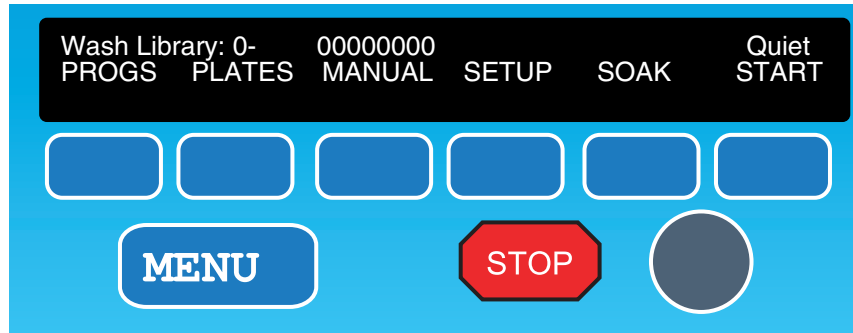 Wash Library: 0- 00000000 Quiet
PROGS PLATES MANUAL SETUP SOAK START
MENU STOP